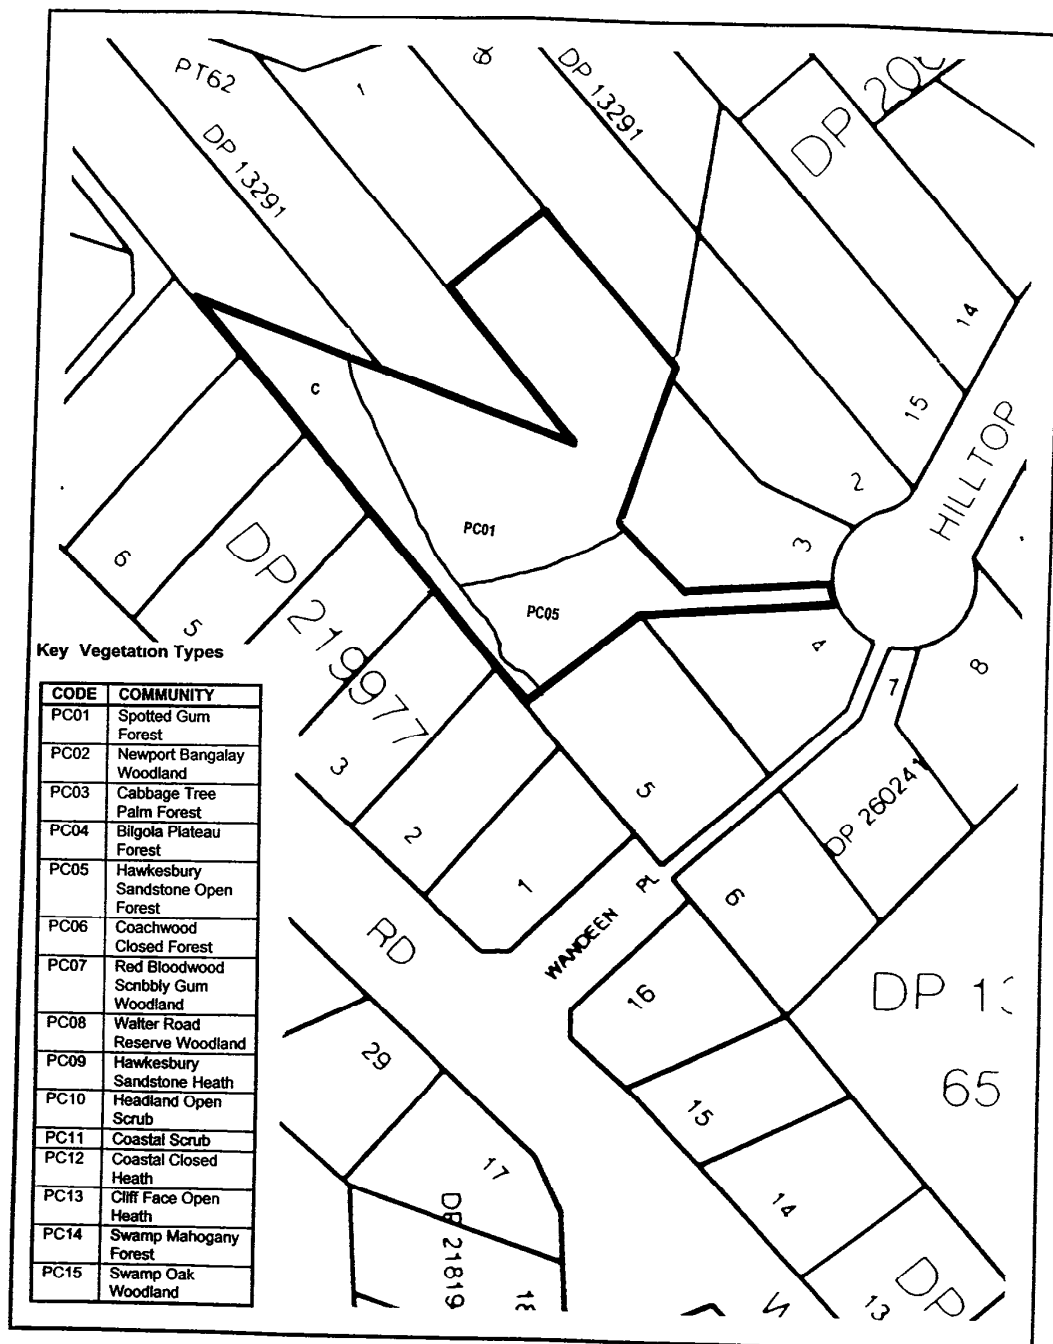 PT62
DP 13291
1
DP 13291
DP
14
15
HILLTOP
2
3
C
PC01
PC05
4
7
8
6
5
DP 219977
3
2
1
5
DP 260241
6
WANDEEN PL
RD
16
DP 13
65
15
14
13
DP
29
17
DP 21819
Key Vegetation Types
CODE COMMUNITY
PC01 Spotted Gum
Forest
PC02 Newport Bangalay
Woodland
PC03 Cabbage Tree
Palm Forest
PC04 Bilgola Plateau
Forest
PC05 Hawkesbury
Sandstone Open
Forest
PC06 Coachwood
Closed Forest
PC07 Red Bloodwood
Scribbly Gum
Woodland
PC08 Walter Road
Reserve Woodland
PC09 Hawkesbury
Sandstone Heath
PC10 Headland Open
Scrub
PC11 Coastal Scrub
PC12 Coastal Closed
Heath
PC13 Cliff Face Open
Heath
PC14 Swamp Mahogany
Forest
PC15 Swamp Oak
Woodland